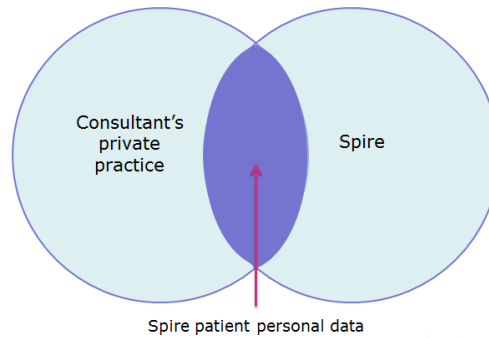 Consultant's
private
practice
Spire
Spire patient personal data